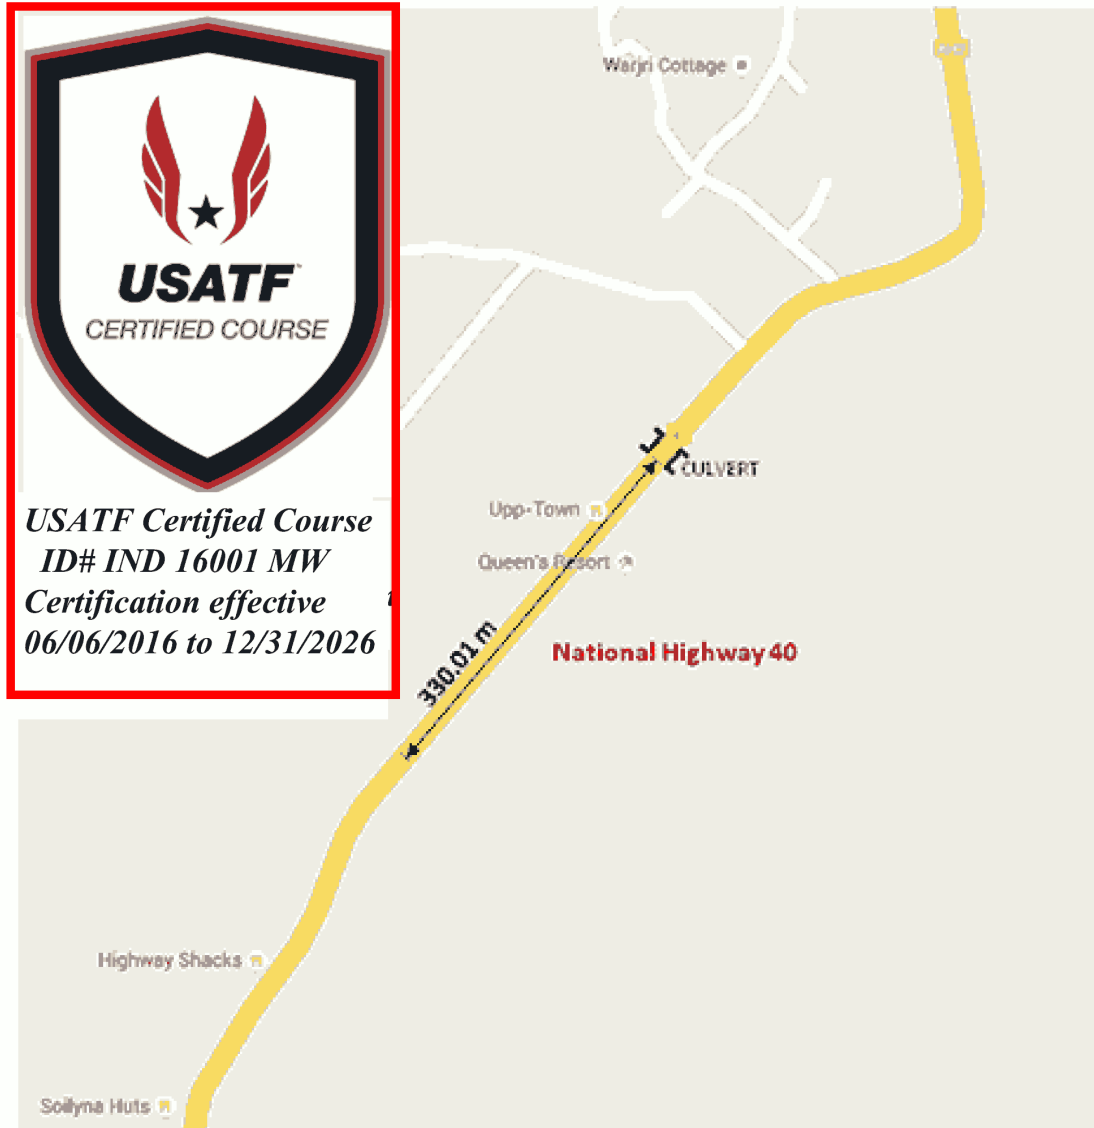 USATF
CERTIFIED COURSE
USATF Certified Course
ID# IND 16001 MW
Certification effective
06/06/2016 to 12/31/2026
Warjri Cottage
CULVERT
Upp-Town
Queen's Resort
330.01 m
National Highway 40
Highway Shacks
Soilyna Huts